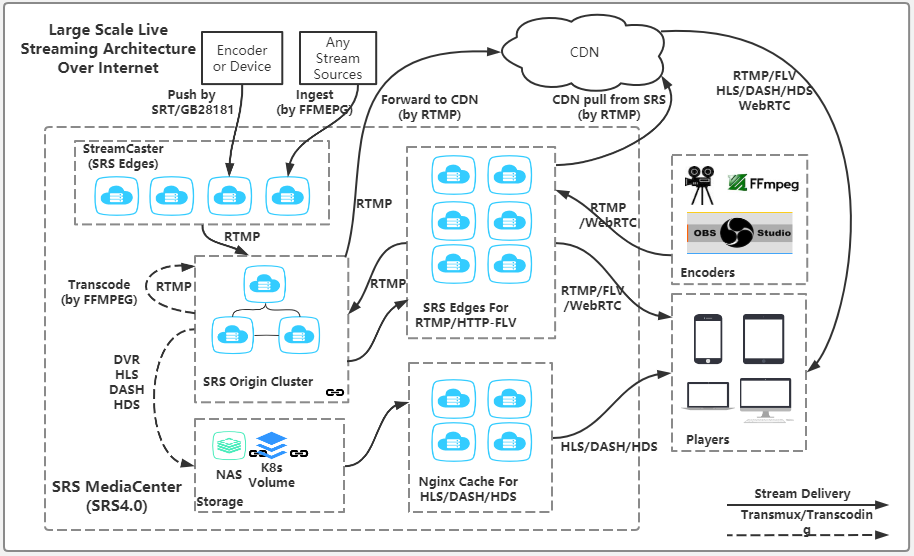 Large Scale Live
Streaming Architecture
Over Internet
Encoder
or Device
Any
Stream
Sources
CDN
Push by
SRT/GB28181
Ingest
(by FFMEPG)
Forward to CDN
(by RTMP)
CDN pull from SRS
(by RTMP)
RTMP/FLV
HLS/DASH/HDS
WebRTC
StreamCaster
(SRS Edges)
RTMP
RTMP
RTMP
/WebRTC
FFmpeg
OBS Studio
Encoders
Transcode
(by FFMPEG)
RTMP
RTMP
RTMP/FLV
/WebRTC
SRS Edges For
RTMP/HTTP-FLV
DVR
HLS
DASH
HDS
SRS Origin Cluster
Players
NAS
K8s
Volume
Storage
Nginx Cache For
HLS/DASH/HDS
HLS/DASH/HDS
SRS MediaCenter
(SRS4.0)
Stream Delivery
Transmux/Transcodin
g